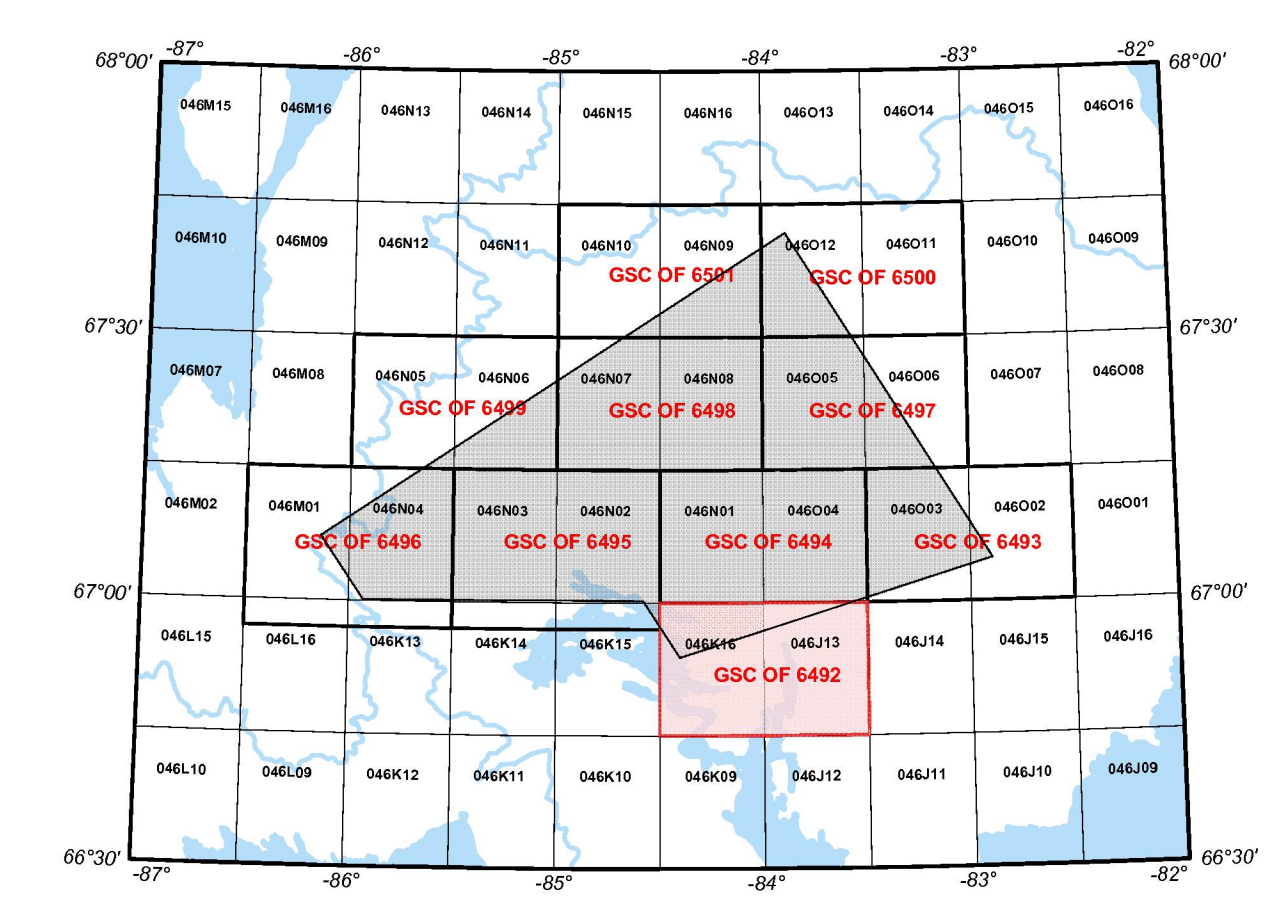 -87° -86° -85° -84° -83° -82°
68°00' 68°00'
046M15 046M16 046N13 046N14 046N15 046N16 046O13 046O14 046O15 046O16
046M10 046M09 046N12 046N11 046N10 046N09 046O12 046O11 046O10 046O09
GSC OF 6501 GSC OF 6500
67°30' 67°30'
046M07 046M08 046N05 046N06 046N07 046N08 046O05 046O06 046O07 046O08
GSC OF 6499 GSC OF 6498 GSC OF 6497
046M02 046M01 046N04 046N03 046N02 046N01 046O04 046O03 046O02 046O01
GSC OF 6496 GSC OF 6495 GSC OF 6494 GSC OF 6493
67°00' 67°00'
046L15 046L16 046K13 046K14 046K15 046K16 046J13 046J14 046J15 046J16
GSC OF 6492
046L10 046L09 046K12 046K11 046K10 046K09 046J12 046J11 046J10 046J09
66°30' 66°30'
-87° -86° -85° -84° -83° -82°